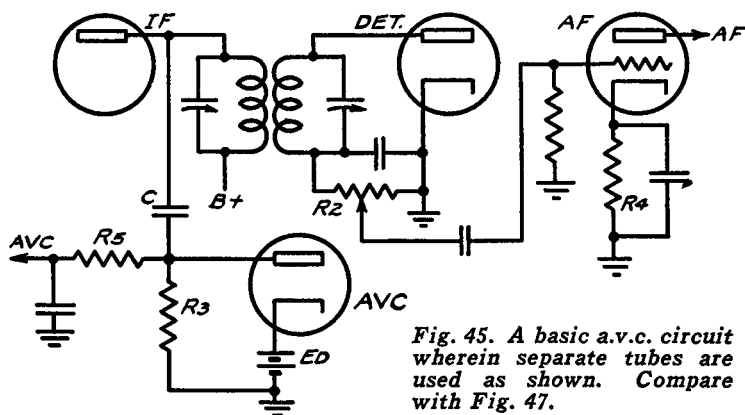 IF
DET.
AF
AF
B+
R2
C
R4
AVC
R5
R3
AVC
ED
Fig. 45. A basic a.v.c. circuit
wherein separate tubes are
used as shown. Compare
with Fig. 47.